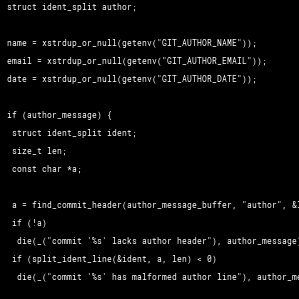 struct ident_split author;
name = xstrdup_or_null(getenv("GIT_AUTHOR_NAME"));
email = xstrdup_or_null(getenv("GIT_AUTHOR_EMAIL"));
date = xstrdup_or_null(getenv("GIT_AUTHOR_DATE"));
if (author_message) {
struct ident_split ident;
size_t len;
const char *a;
a = find_commit_header(author_message_buffer, "author", &
if (!a)
die(_("commit '%s' lacks author header"), author_message)
if (split_ident_line(&ident, a, len) < 0)
die(_("commit '%s' has malformed author line"), author_me